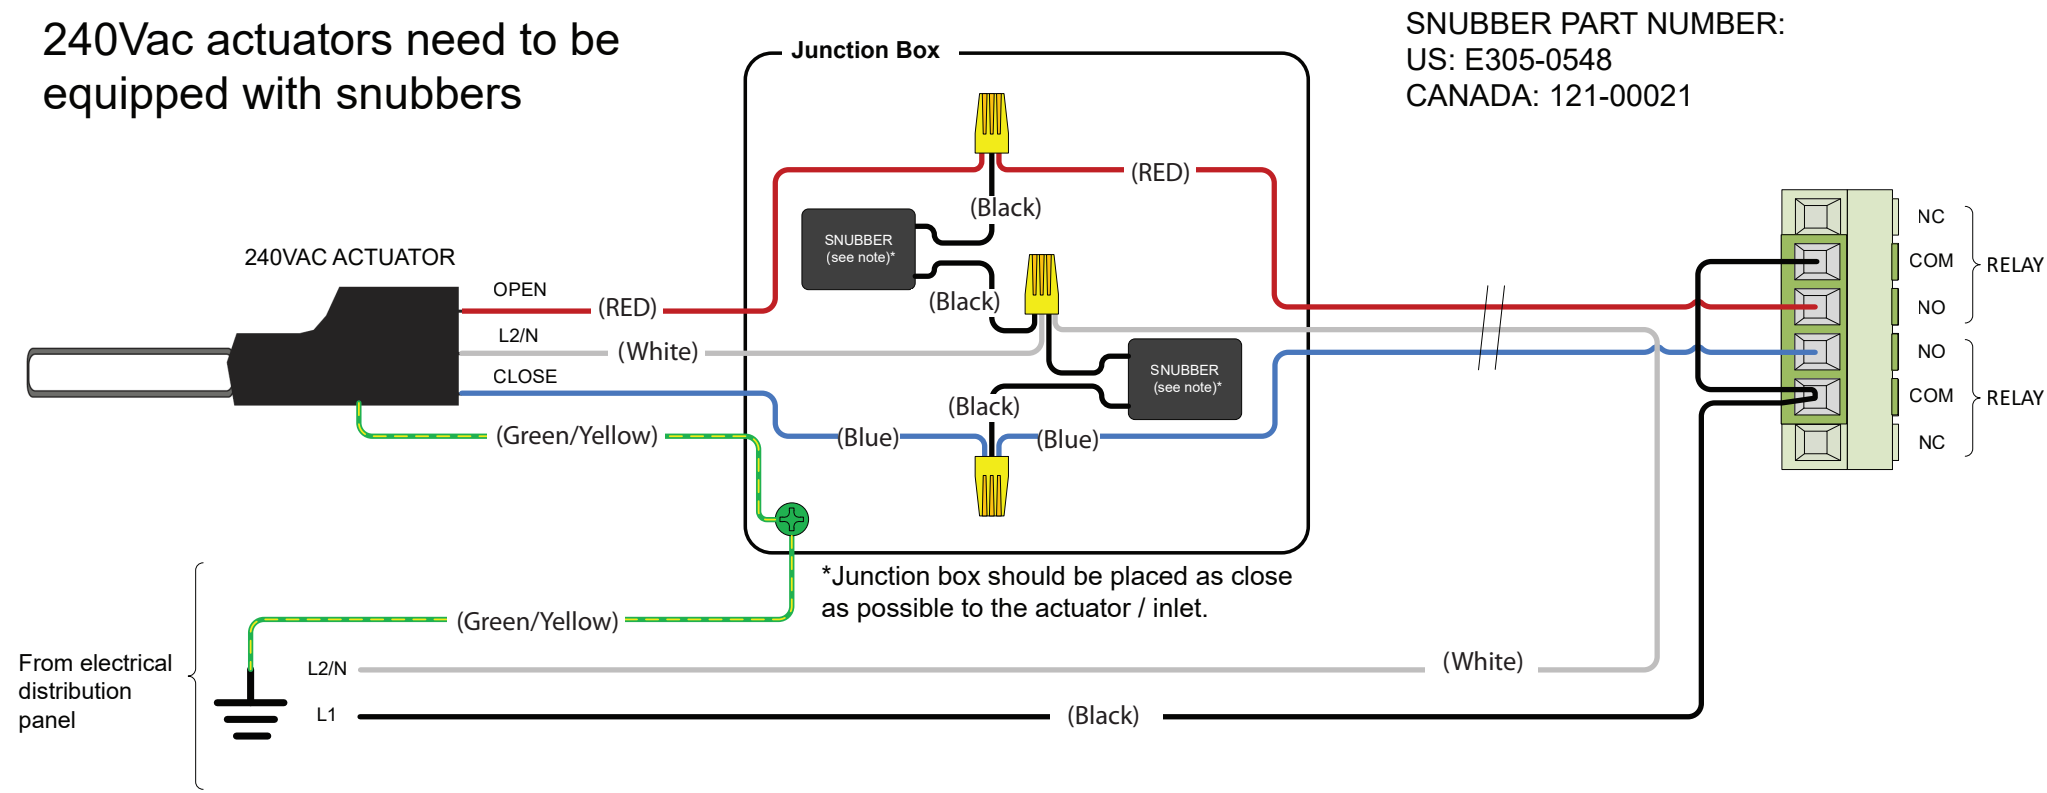 240Vac actuators need to be
equipped with snubbers
Junction Box
SNUBBER PART NUMBER:
US: E305-0548
CANADA: 121-00021
(RED)
(Black)
SNUBBER
(see note)*
240VAC ACTUATOR
OPEN
(RED)
(Black)
L2/N
(White)
CLOSE
SNUBBER
(see note)*
(Black)
(Green/Yellow)
(Blue)
(Blue)
NC
COM
NO
RELAY
NO
COM
NC
RELAY
*Junction box should be placed as close
as possible to the actuator / inlet.
(Green/Yellow)
From electrical
distribution
panel
L2/N
(White)
L1
(Black)